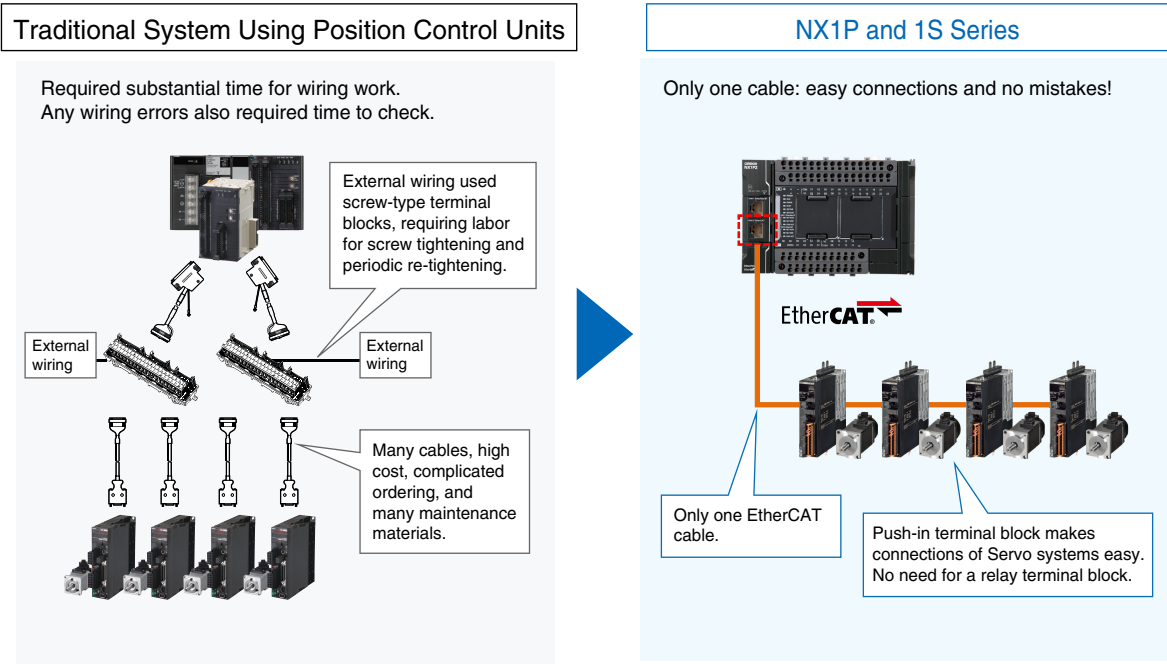 Traditional System Using Position Control Units
NX1P and 1S Series
Required substantial time for wiring work.
Any wiring errors also required time to check.
External wiring used
screw-type terminal
blocks, requiring labor
for screw tightening and
periodic re-tightening.
External
wiring
External
wiring
Many cables, high
cost, complicated
ordering, and
many maintenance
materials.
Only one cable: easy connections and no mistakes!
EtherCAT®
Only one EtherCAT
cable.
Push-in terminal block makes
connections of Servo systems easy.
No need for a relay terminal block.